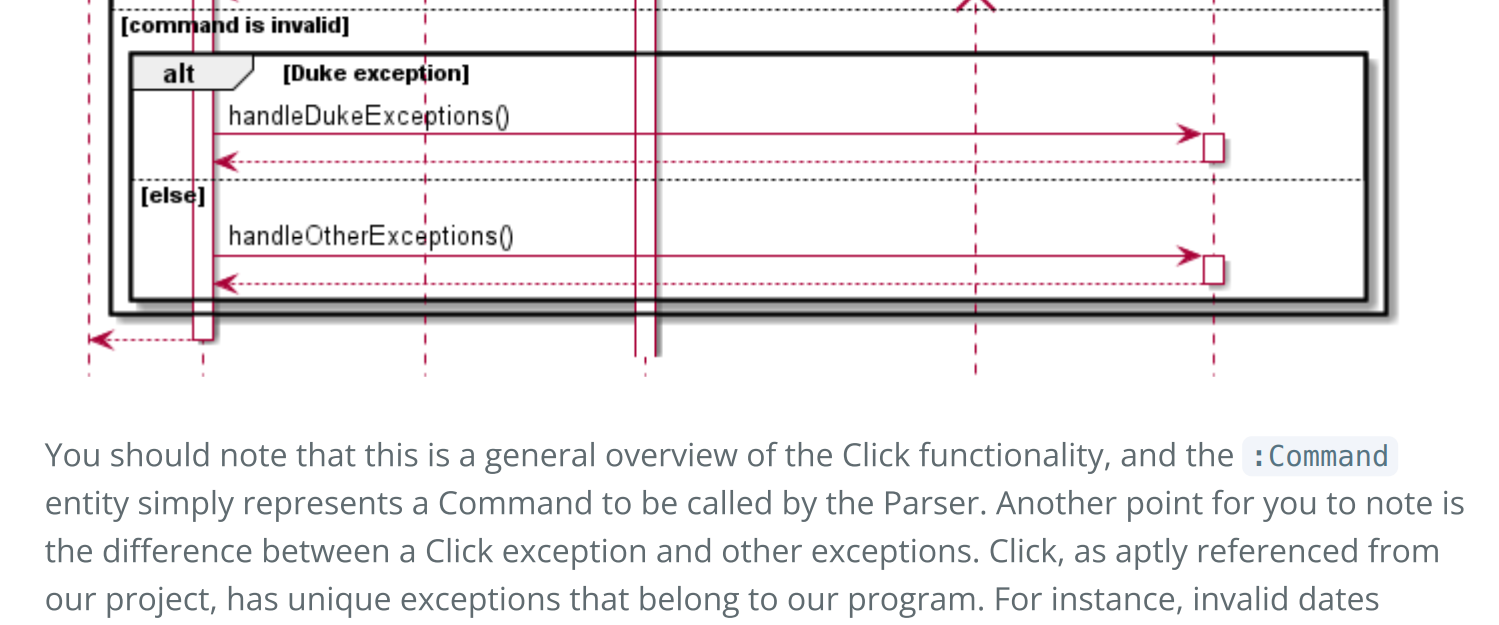 [command is invalid]
alt [Duke exception]
handleDukeExceptions()
[else]
handleOtherExceptions()
You should note that this is a general overview of the Click functionality, and the :Command
entity simply represents a Command to be called by the Parser. Another point for you to note is
the difference between a Click exception and other exceptions. Click, as aptly referenced from
our project, has unique exceptions that belong to our program. For instance, invalid dates